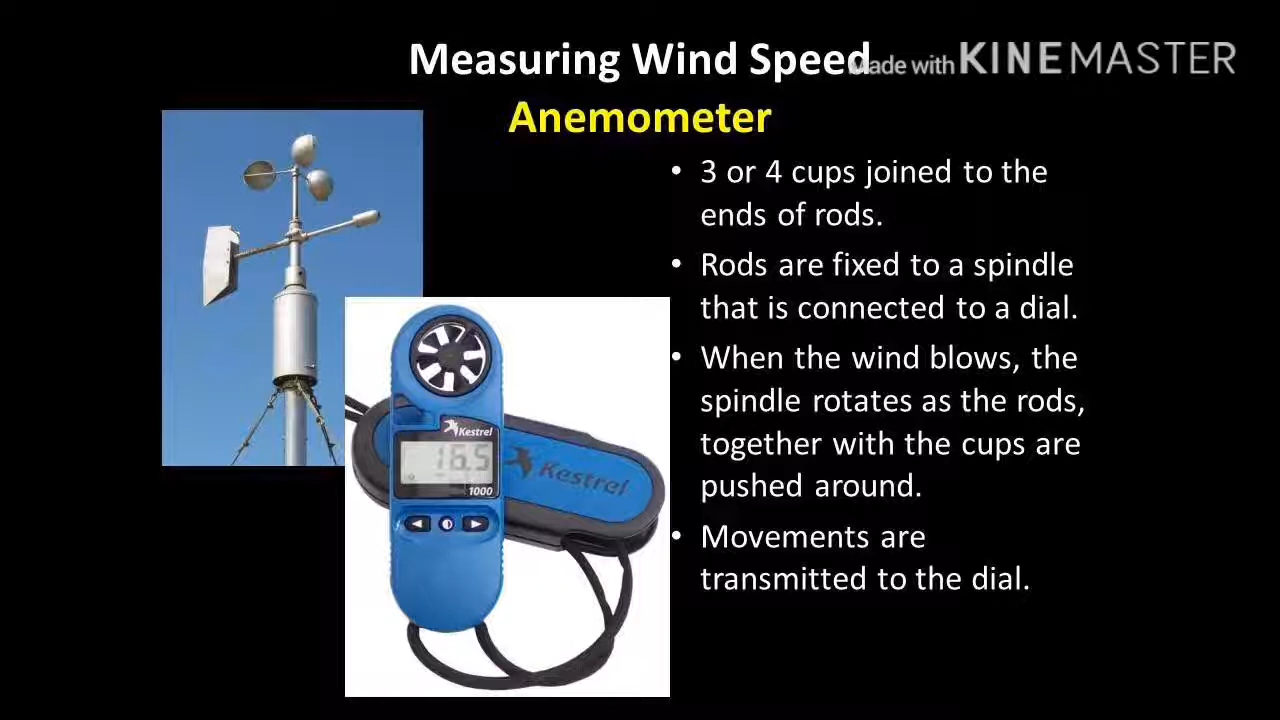 Measuring Wind Speed
Made with KINEMASTER
Anemometer
• 3 or 4 cups joined to the
ends of rods.
• Rods are fixed to a spindle
that is connected to a dial.
• When the wind blows, the
spindle rotates as the rods,
together with the cups are
pushed around.
• Movements are
transmitted to the dial.
Kestrel
16.5
1000
Kestrel